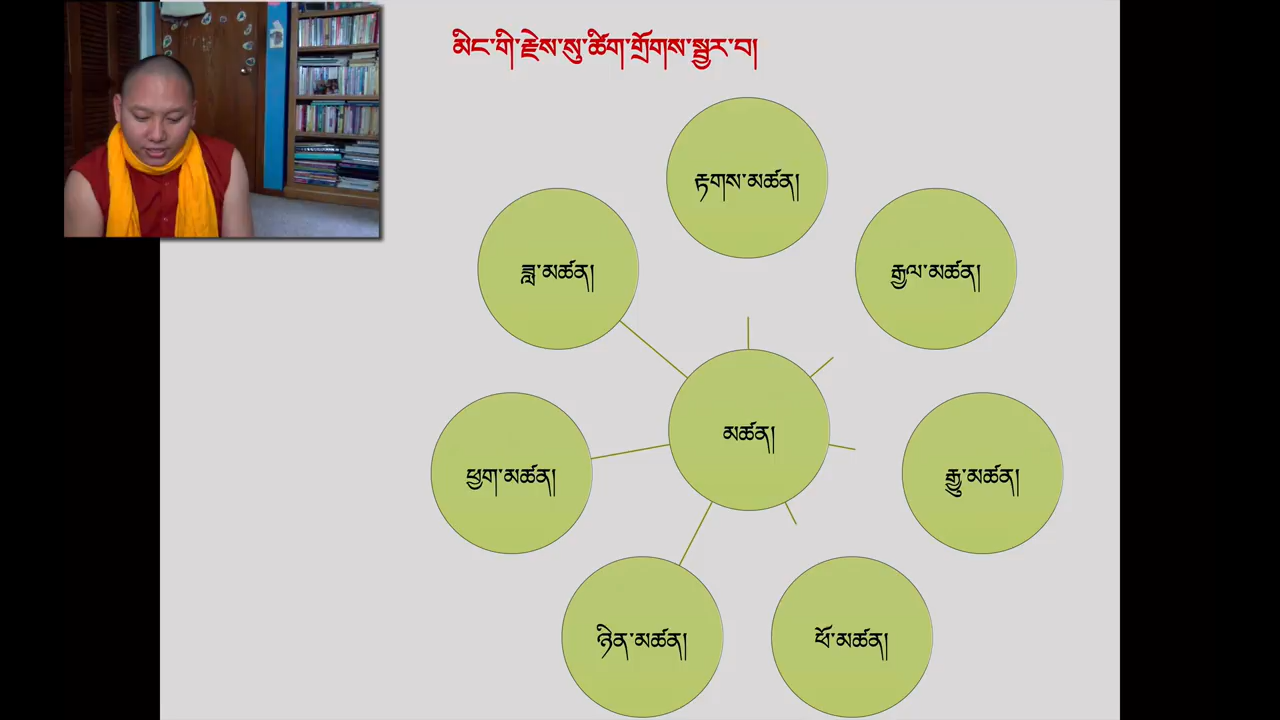 མིང་གི་རྗེས་སུ་ཚིག་གྲོགས་སྦྱར་བ།
རྟགས་མཚན།
ཟླ་མཚན།
རྒྱལ་མཚན།
མཚན།
ཕྱག་མཚན།
རྒྱུ་མཚན།
ཉིན་མཚན།
ཕོ་མཚན།